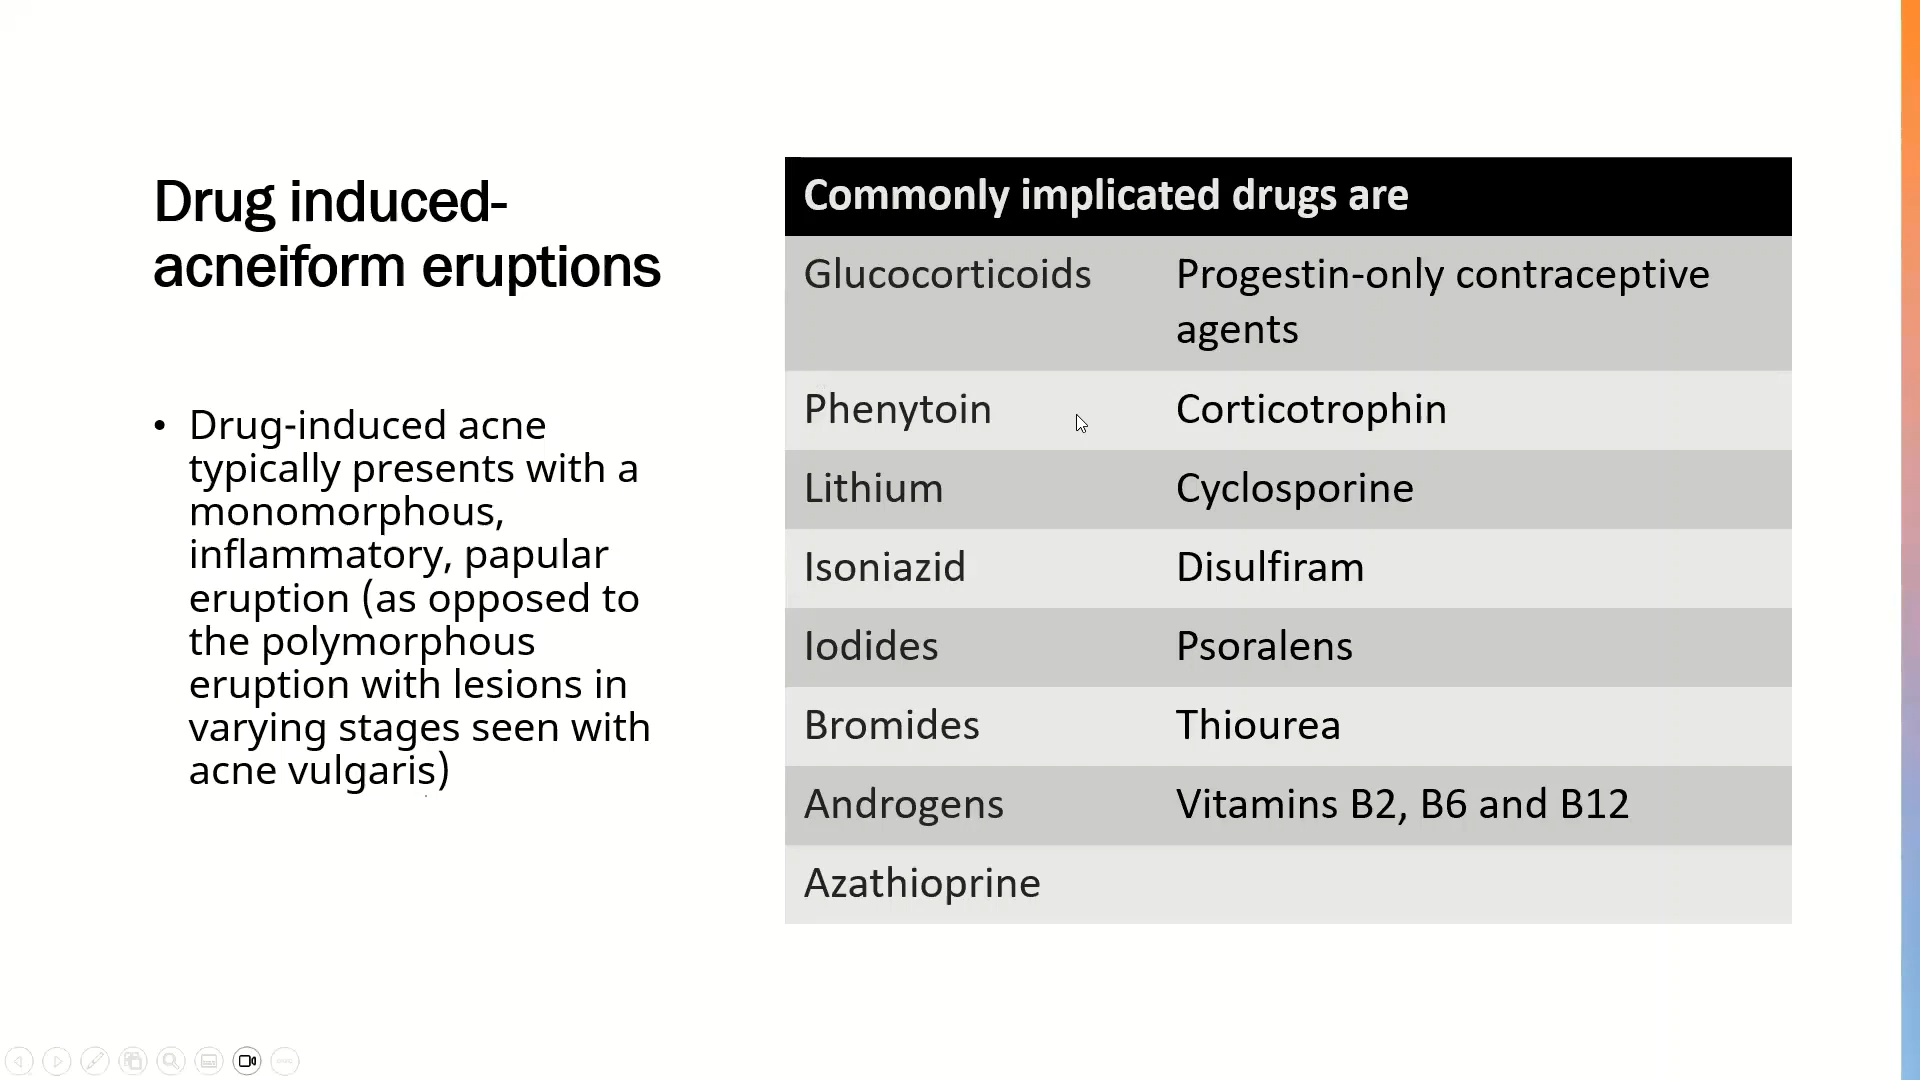 Drug induced-
acneiform eruptions
• Drug-induced acne
typically presents with a
monomorphous,
inflammatory, papular
eruption (as opposed to
the polymorphous
eruption with lesions in
varying stages seen with
acne vulgaris)
Commonly implicated drugs are
Glucocorticoids Progestin-only contraceptive
agents
Phenytoin Corticotrophin
Lithium Cyclosporine
Isoniazid Disulfiram
Iodides Psoralens
Bromides Thiourea
Androgens Vitamins B2, B6 and B12
Azathioprine